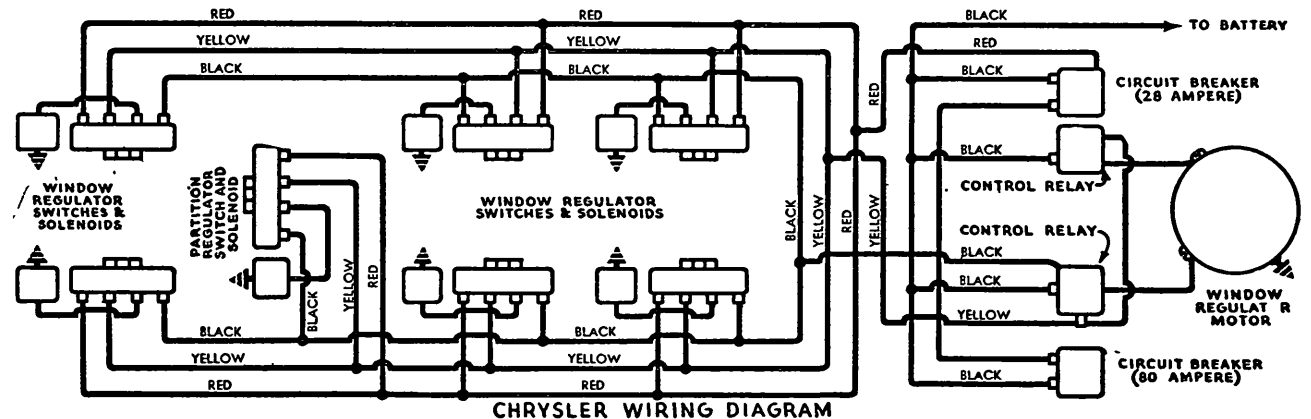 RED
RED
BLACK
TO BATTERY
YELLOW
YELLOW
RED
BLACK
BLACK
BLACK
CIRCUIT BREAKER
(28 AMPERE)
RED
BLACK
CONTROL RELAY
WINDOW
REGULATOR
SWITCHES &
SOLENOIDS
PARTITION
REGULATOR
SWITCH AND
SOLENOID
WINDOW REGULATOR
SWITCHES & SOLENOIDS
BLACK
YELLOW
RED
YELLOW
CONTROL RELAY
BLACK
BLACK
YELLOW
WINDOW
REGULAT R
MOTOR
BLACK
YELLOW
RED
BLACK
BLACK
YELLOW
YELLOW
RED
RED
CIRCUIT BREAKER
(80 AMPERE)
BLACK
CHRYSLER WIRING DIAGRAM